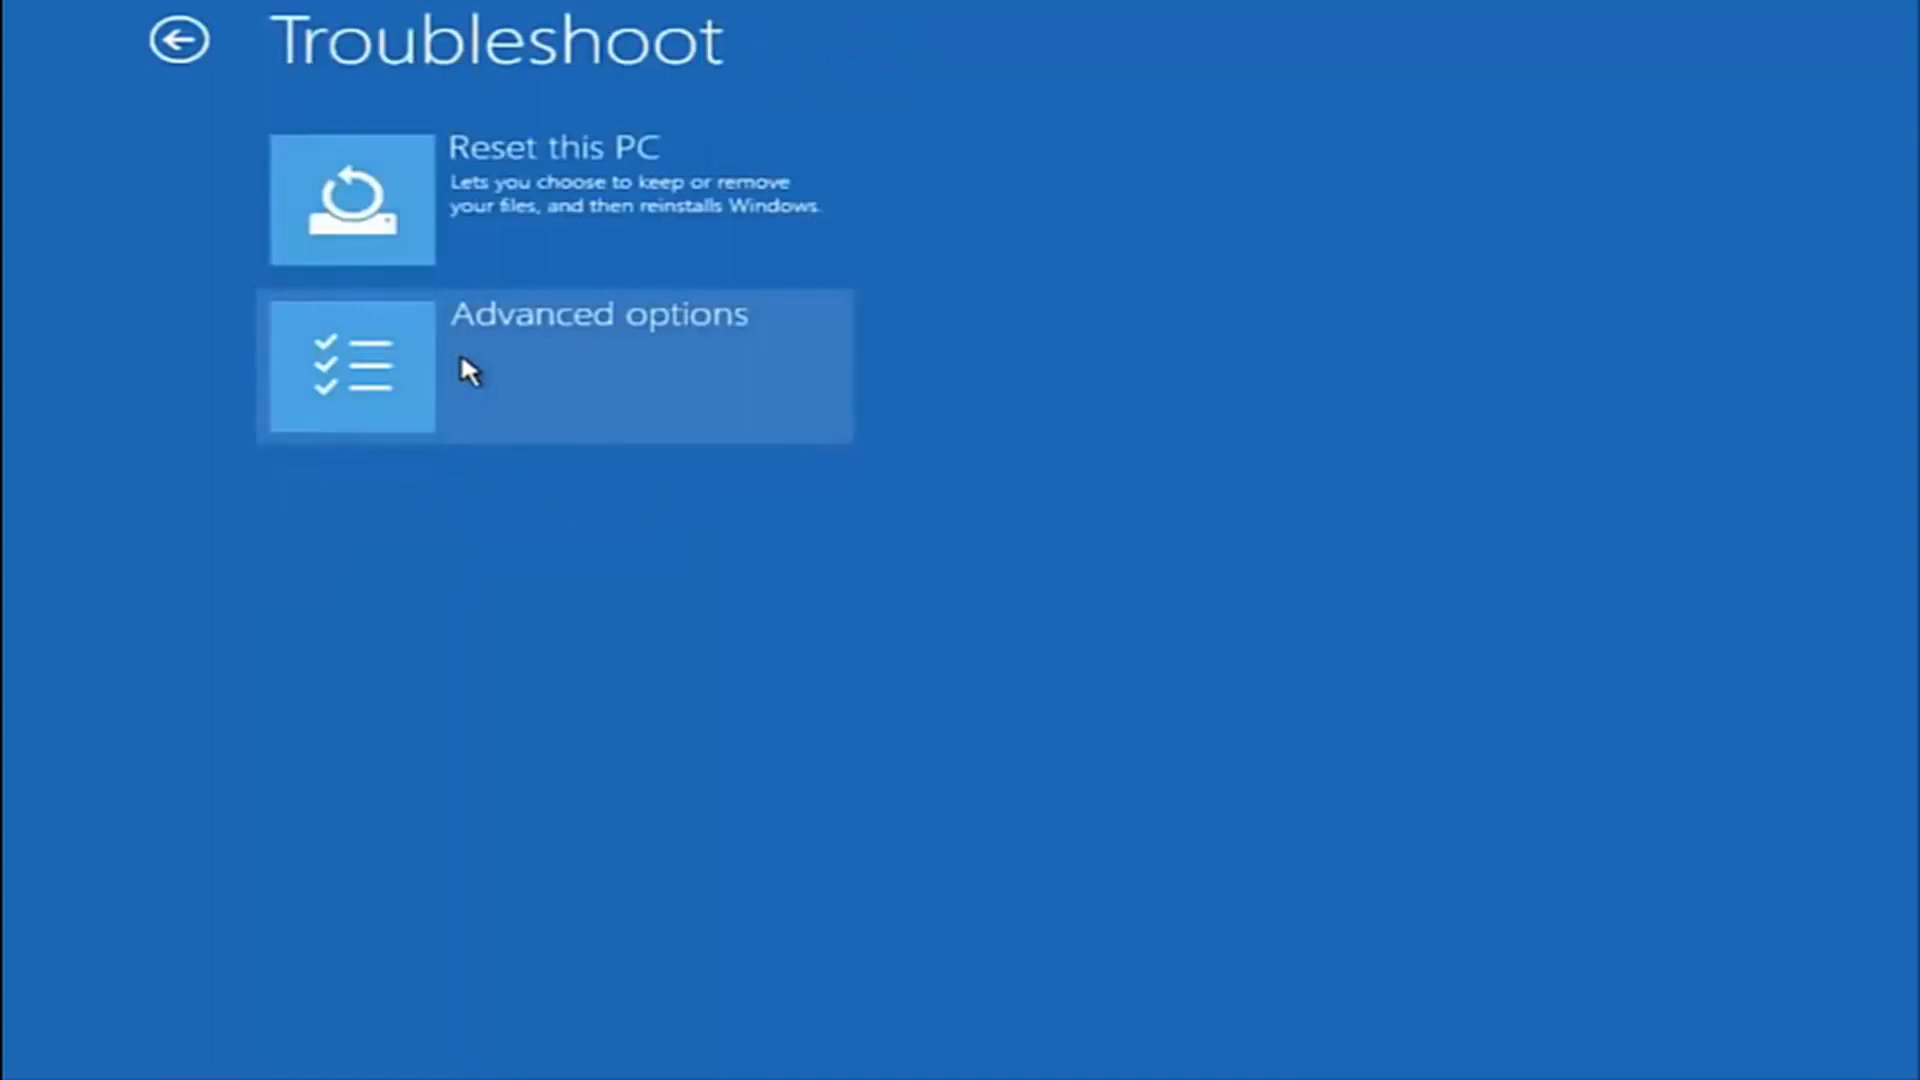 Troubleshoot
Reset this PC
Lets you choose to keep or remove
your files, and then reinstalls Windows.
Advanced options